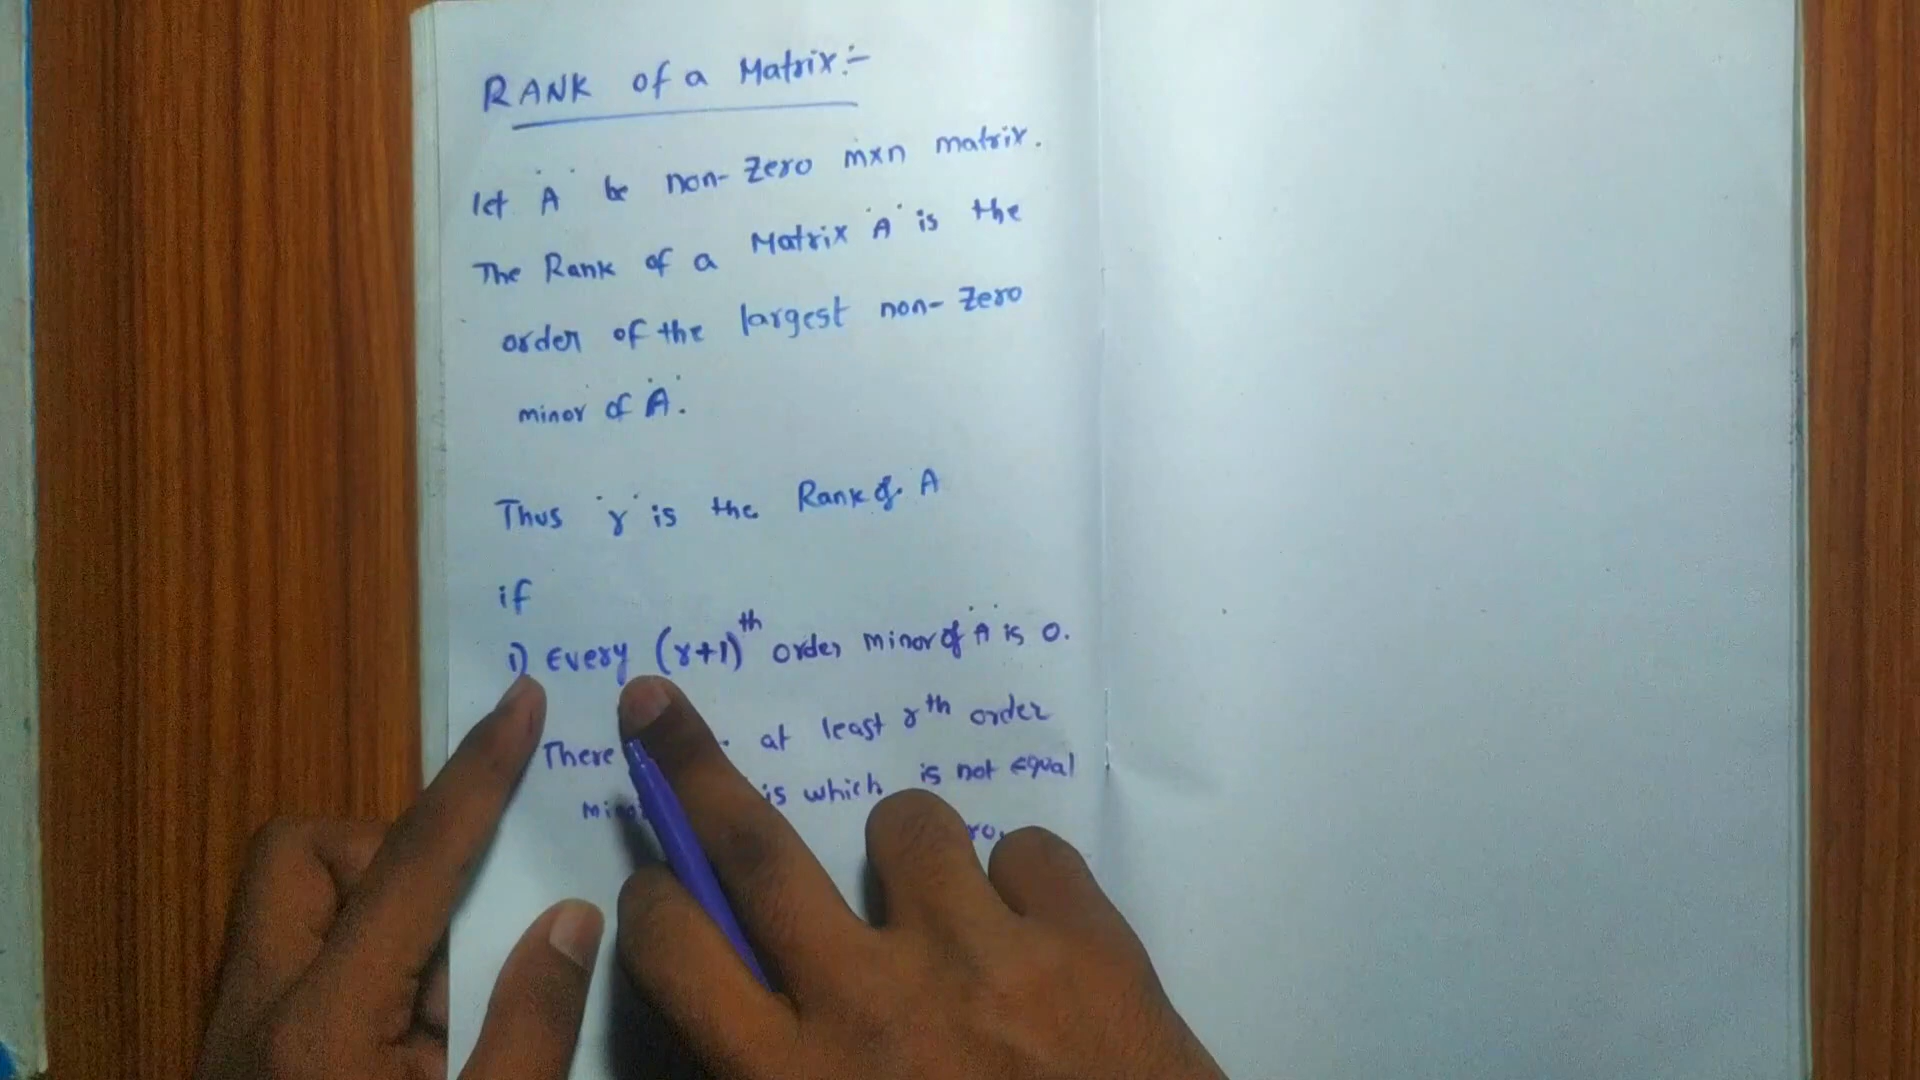 RANK of a Matrix:-
let 'A' be non-zero mxn matrix.
The Rank of a Matrix 'A' is the
order of the largest non-zero
minor of 'A'.
Thus 'r' is the Rank of A
if
i) Every (r+1)th order minor of 'A' is 0.
There at least rth order
is which is not equal